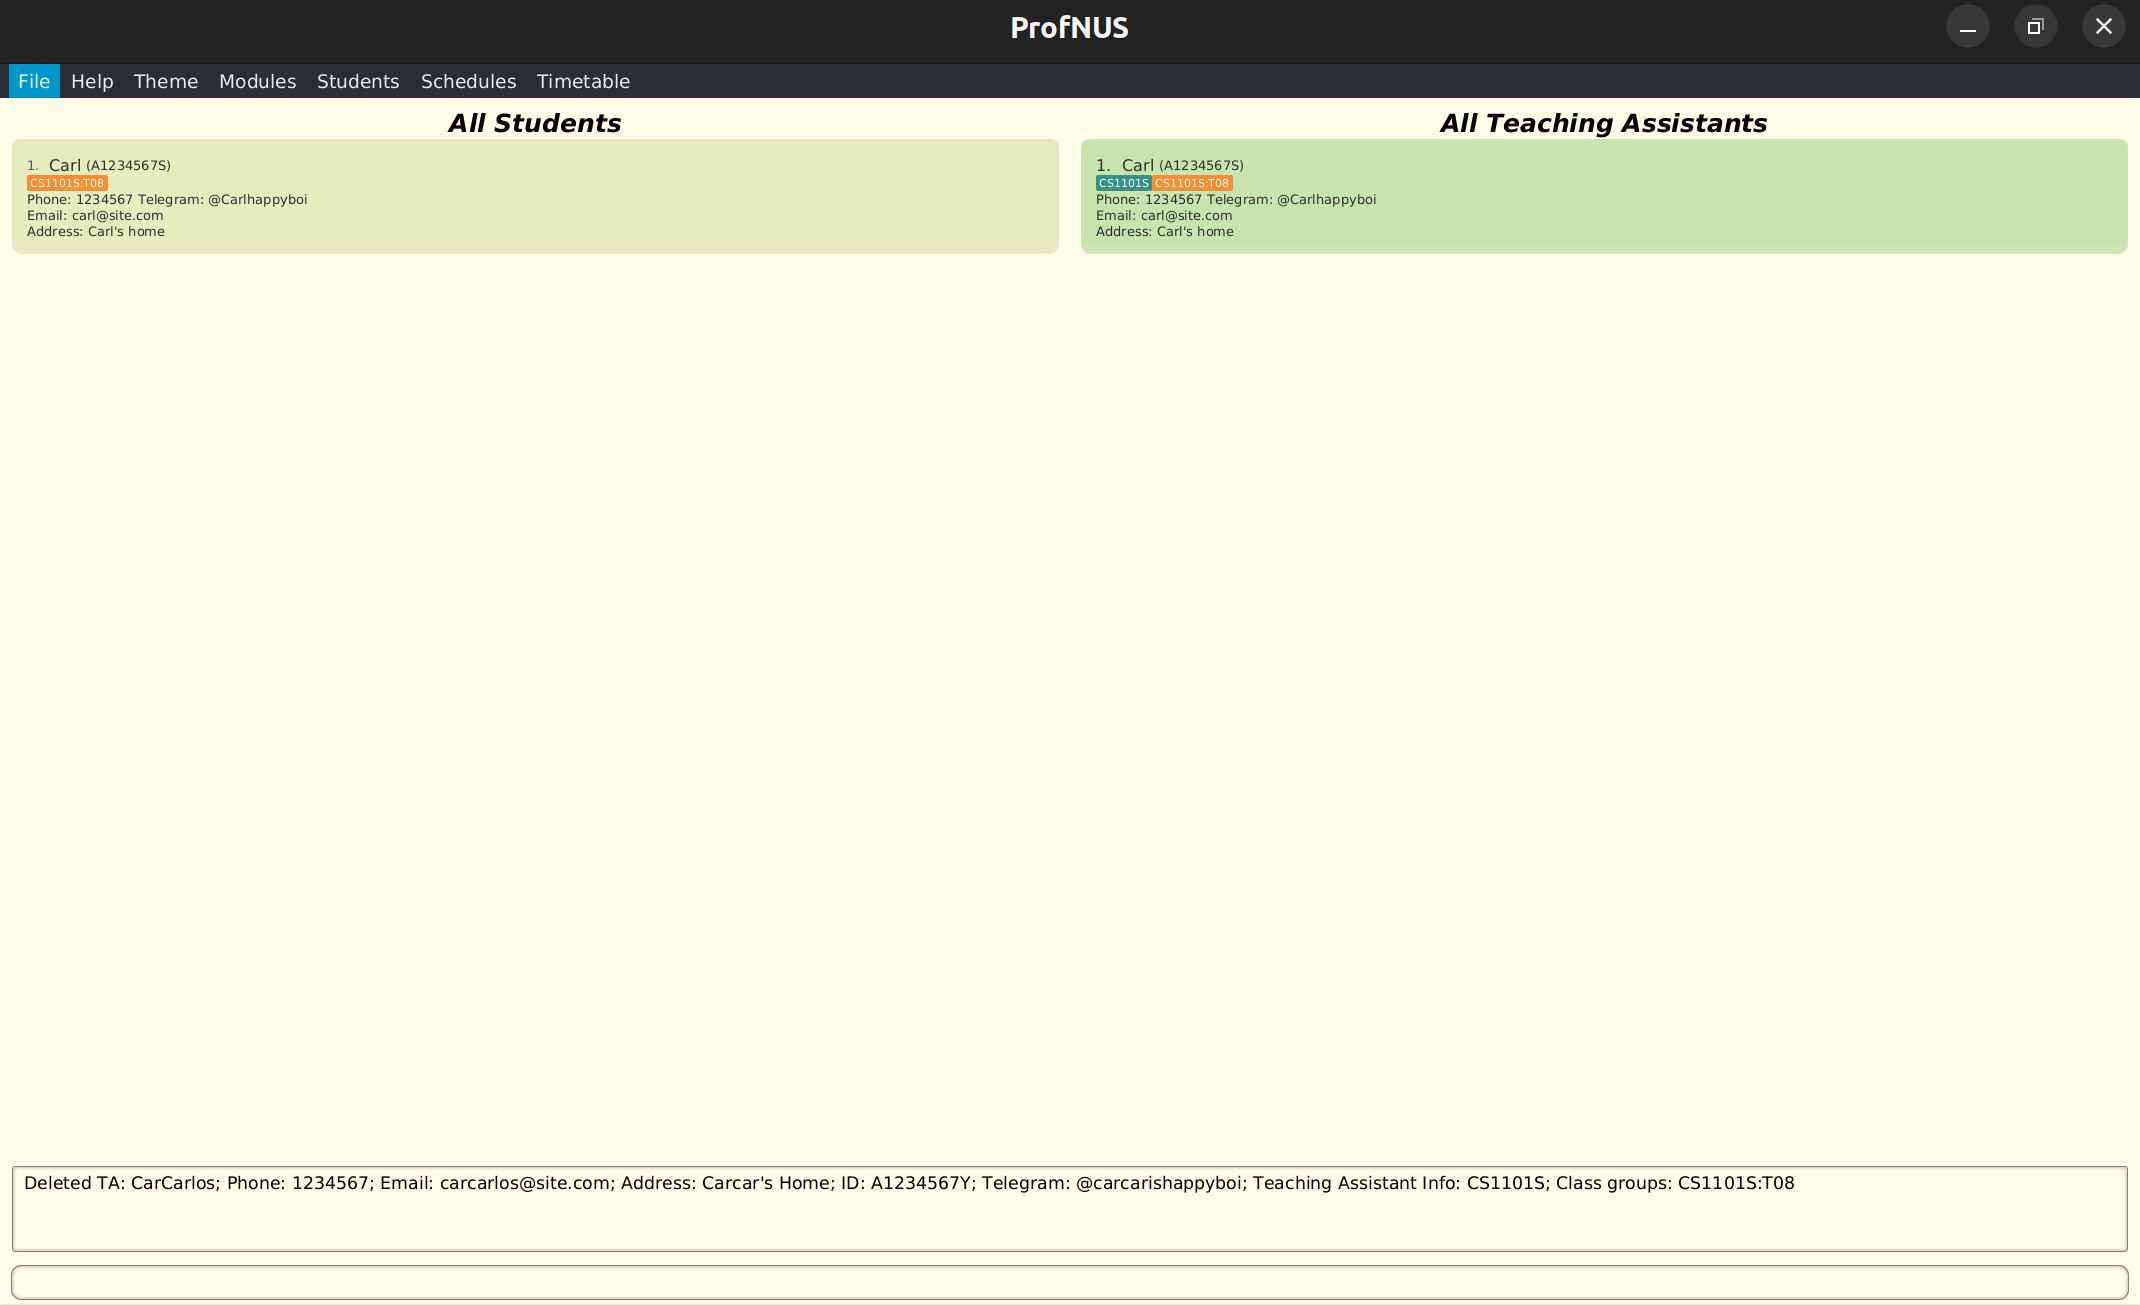 ProfNUS
File Help Theme Modules Students Schedules Timetable
All Students
1. Carl (A1234567S)
CS1101S:T08
Phone: 1234567 Telegram: @Carlhappyboi
Email: carl@site.com
Address: Carl's home
All Teaching Assistants
1. Carl (A1234567S)
CS1101S CS1101S:T08
Phone: 1234567 Telegram: @Carlhappyboi
Email: carl@site.com
Address: Carl's home
Deleted TA: CarCarlos; Phone: 1234567; Email: carcarlos@site.com; Address: Carcar's Home; ID: A1234567Y; Telegram: @carcarishappyboi; Teaching Assistant Info: CS1101S; Class groups: CS1101S:T08